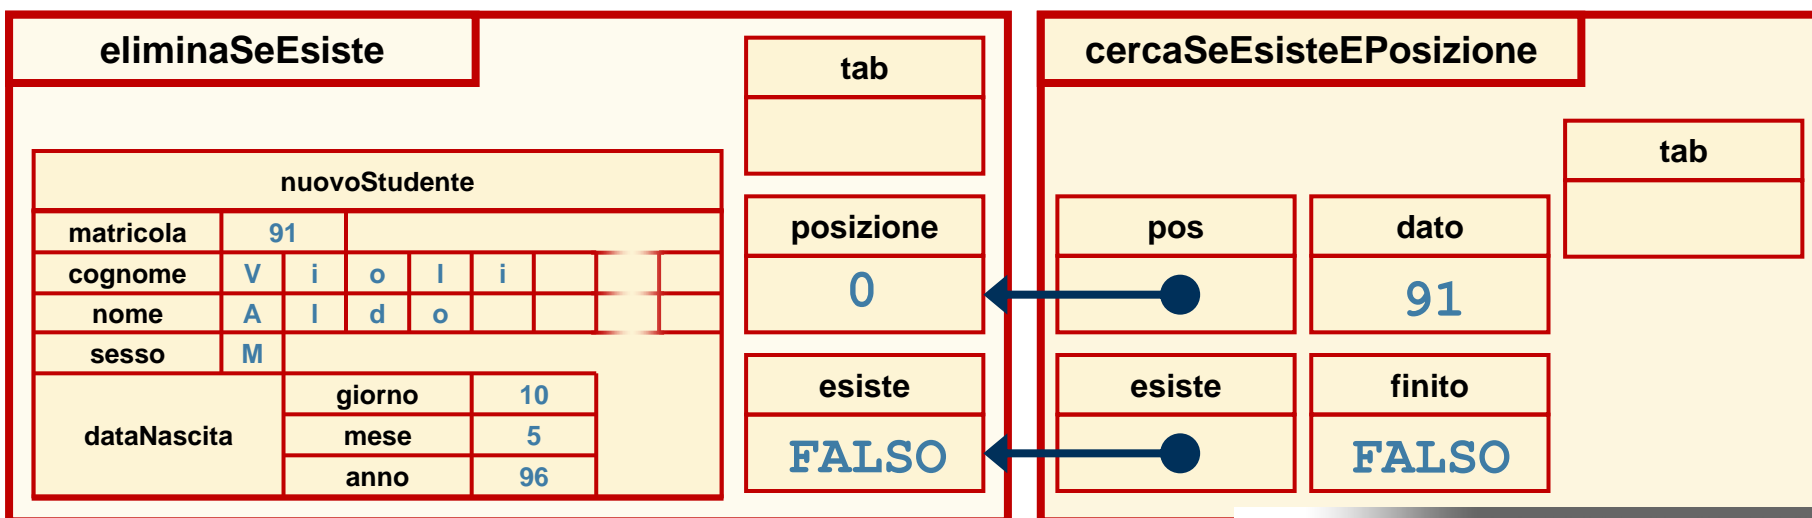 eliminaSeEsiste
tab
nuovoStudente
matricola 91
cognome V i o l i
nome A l d o
sesso M
dataNascita
giorno 10
mese 5
anno 96
posizione
0
esiste
FALSO
cercaSeEsisteEPosizione
tab
pos
dato
91
esiste
finito
FALSO